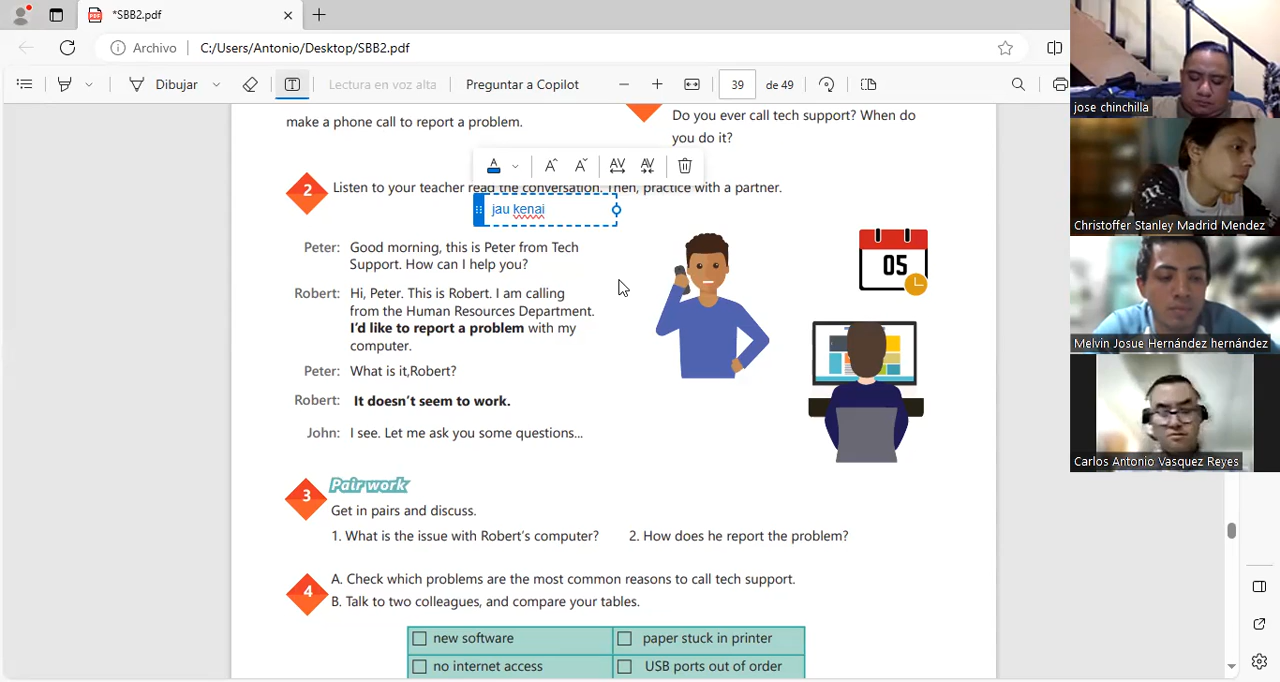 *SBB2.pdf
Archivo C:/Users/Antonio/Desktop/SBB2.pdf
Dibujar Lectura en voz alta Preguntar a Copilot 39 de 49
make a phone call to report a problem.
Do you ever call tech support? When do
you do it?
2 Listen to your teacher read the conversation. Then, practice with a partner.
jau kenai
Peter: Good morning, this is Peter from Tech
Support. How can I help you?
Robert: Hi, Peter. This is Robert. I am calling
from the Human Resources Department.
I'd like to report a problem with my
computer.
Peter: What is it,Robert?
Robert: It doesn't seem to work.
John: I see. Let me ask you some questions...
05
3 Pair work
Get in pairs and discuss.
1. What is the issue with Robert's computer? 2. How does he report the problem?
4 A. Check which problems are the most common reasons to call tech support.
B. Talk to two colleagues, and compare your tables.
new software paper stuck in printer
no internet access USB ports out of order
jose chinchilla
Christoffer Stanley Madrid Mendez
Melvin Josue Hernández hernández
Carlos Antonio Vasquez Reyes